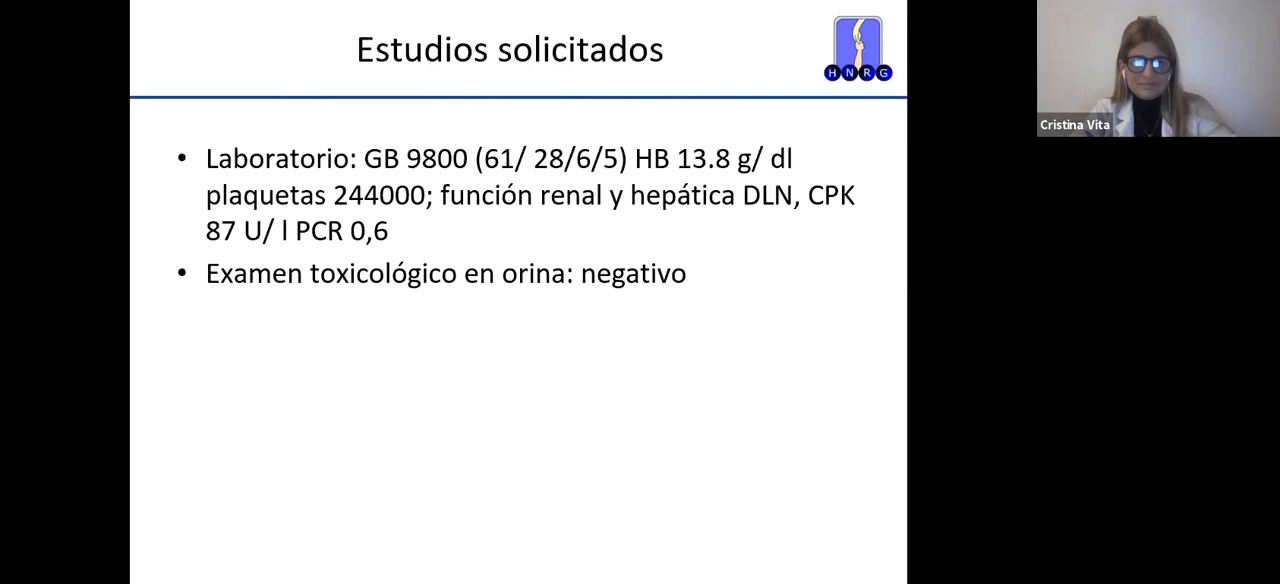 Estudios solicitados
H N R G
Cristina Vita
• Laboratorio: GB 9800 (61/ 28/6/5) HB 13.8 g/ dl
plaquetas 244000; función renal y hepática DLN, CPK
87 U/ l PCR 0,6
• Examen toxicológico en orina: negativo